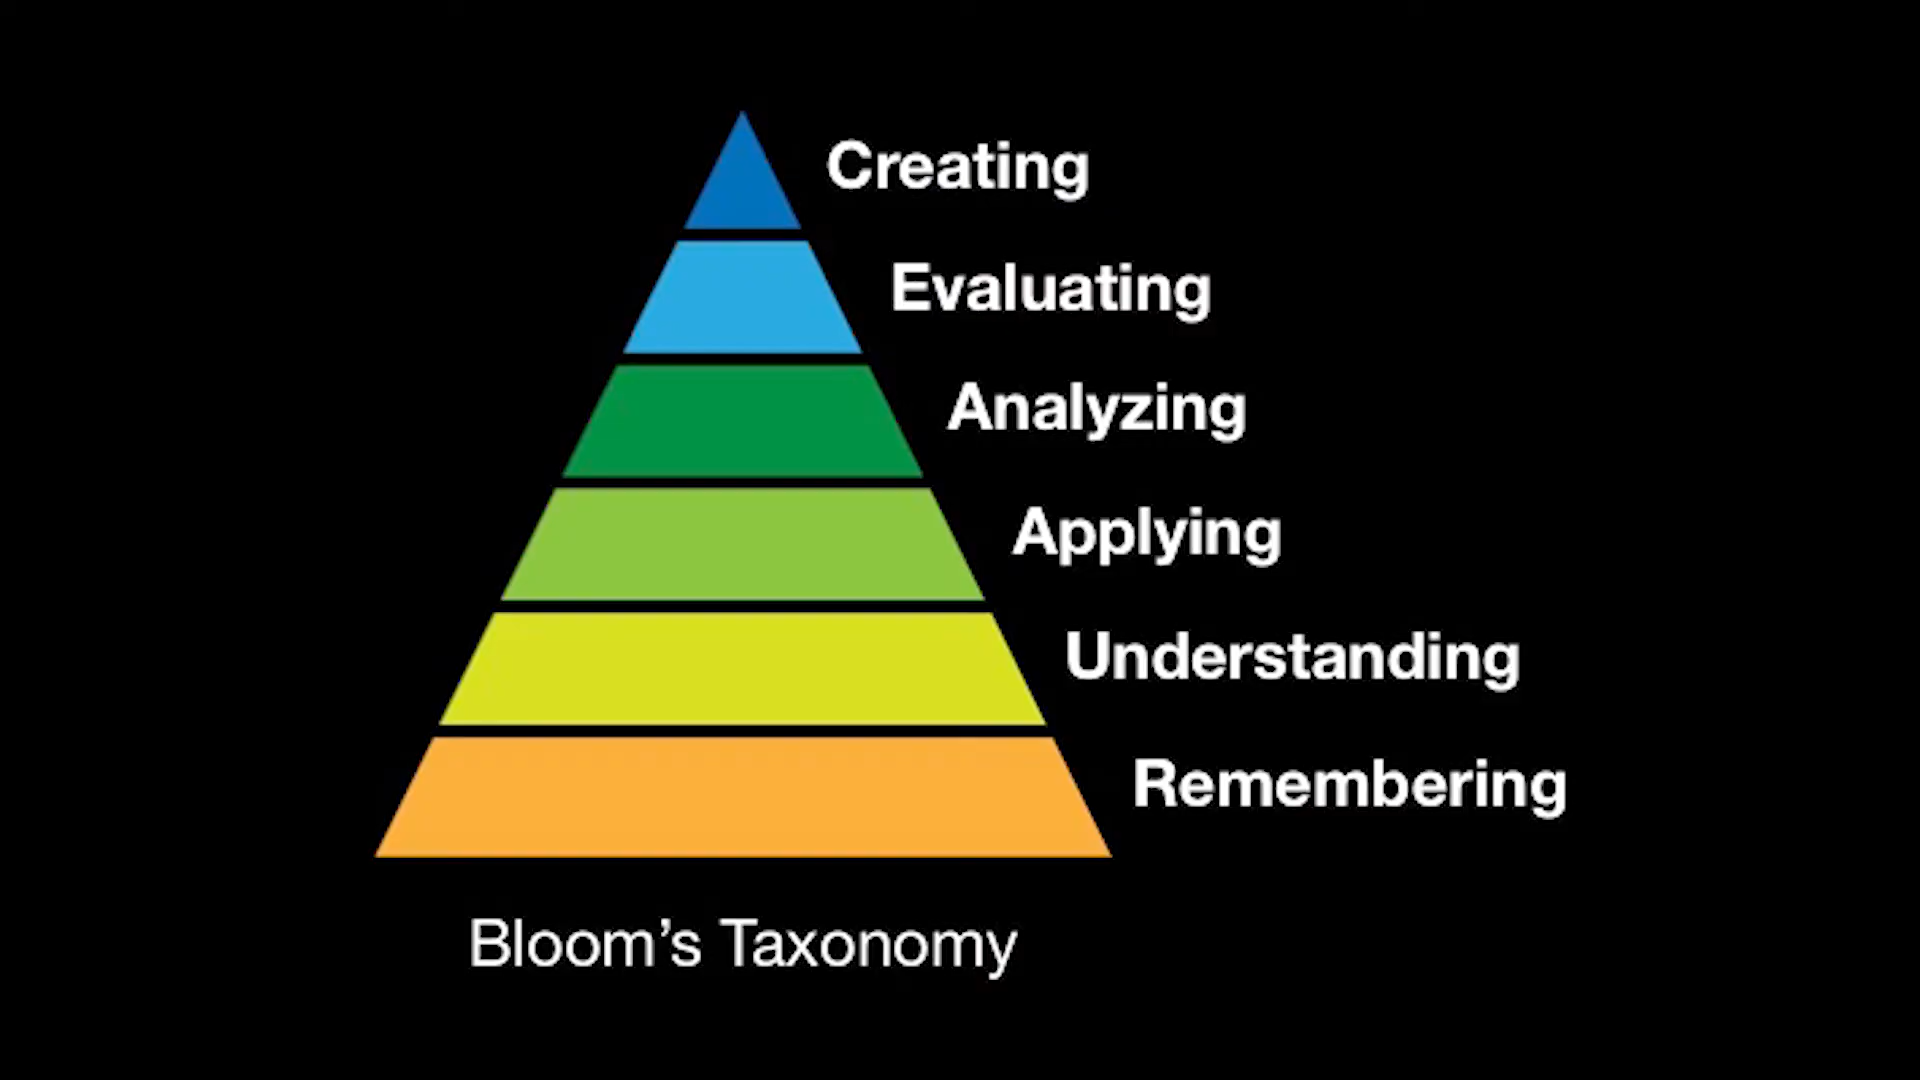 Creating
Evaluating
Analyzing
Applying
Understanding
Remembering
Bloom’s Taxonomy